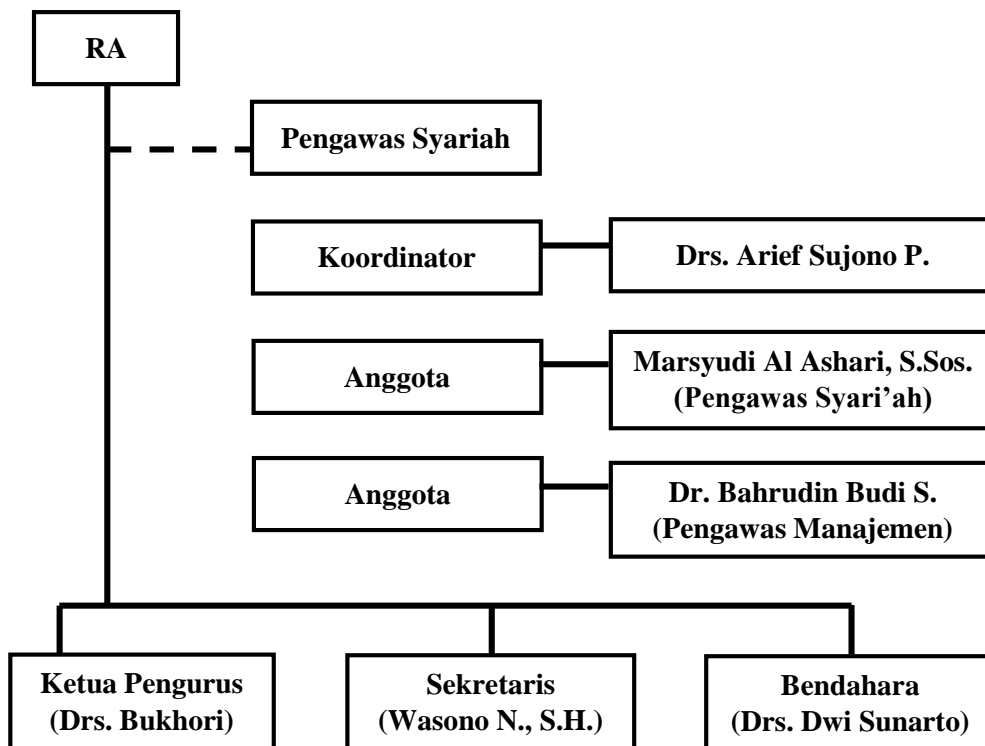 RA
Pengawas Syariah
Koordinator
Drs. Arief Sujono P.
Anggota
Marsyudi Al Ashari, S.Sos.
(Pengawas Syari’ah)
Anggota
Dr. Bahrudin Budi S.
(Pengawas Manajemen)
Ketua Pengurus
(Drs. Bukhori)
Sekretaris
(Wasono N., S.H.)
Bendahara
(Drs. Dwi Sunarto)